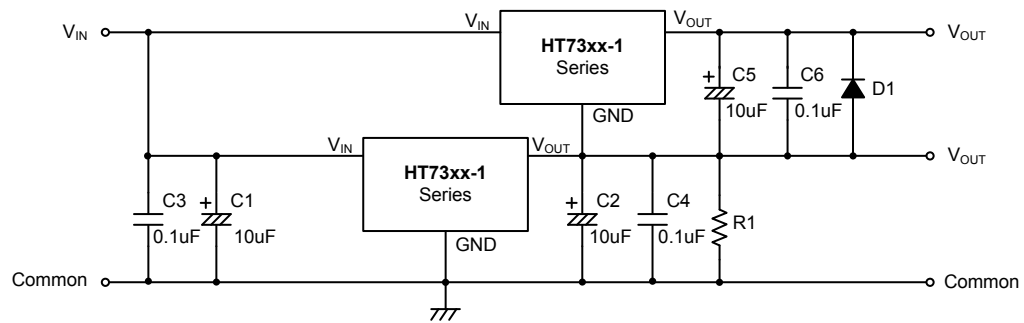 VIN
VIN
HT73xx-1
Series
VOUT
GND
VOUT
+
C5
10uF
C6
0.1uF
D1
VIN
HT73xx-1
Series
VOUT
GND
VOUT
C3
0.1uF
+
C1
10uF
+
C2
10uF
C4
0.1uF
R1
Common
Common